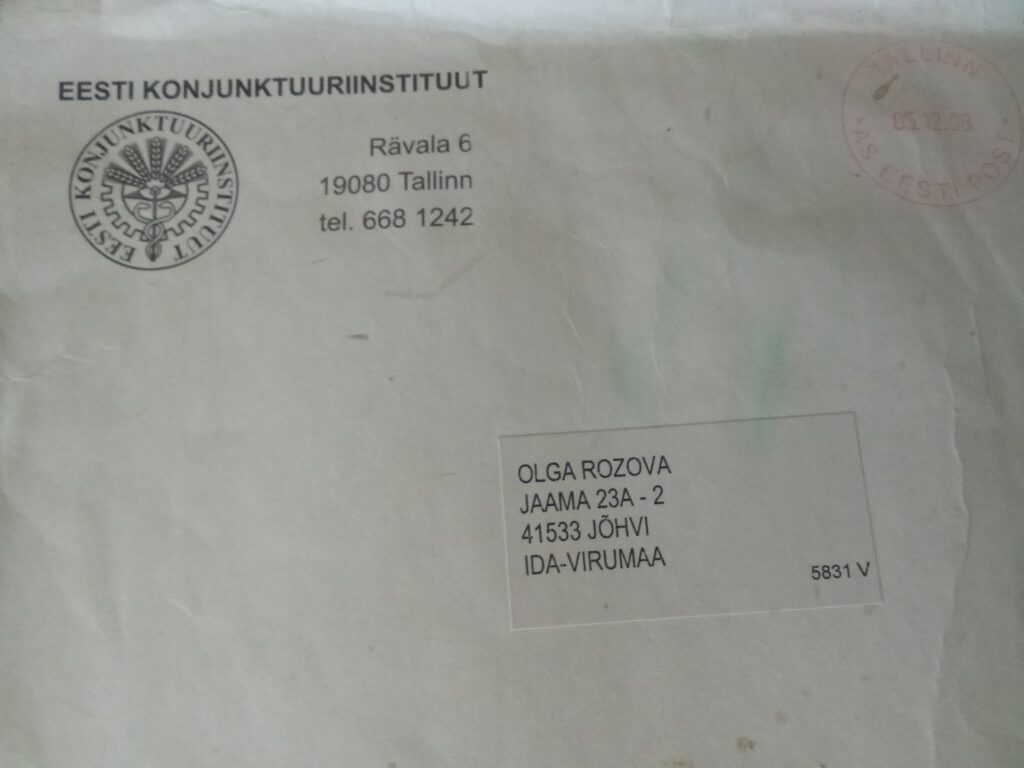 EESTI KONJUNKTUURIINSTITUUT
EESTI KONJUNKTUURIINSTITUUT
Rävala 6
19080 Tallinn
tel. 668 1242
TALLINN
05.12.08
AS EESTI POST
OLGA ROZOVA
JAAMA 23A - 2
41533 JÕHVI
IDA-VIRUMAA
5831 V